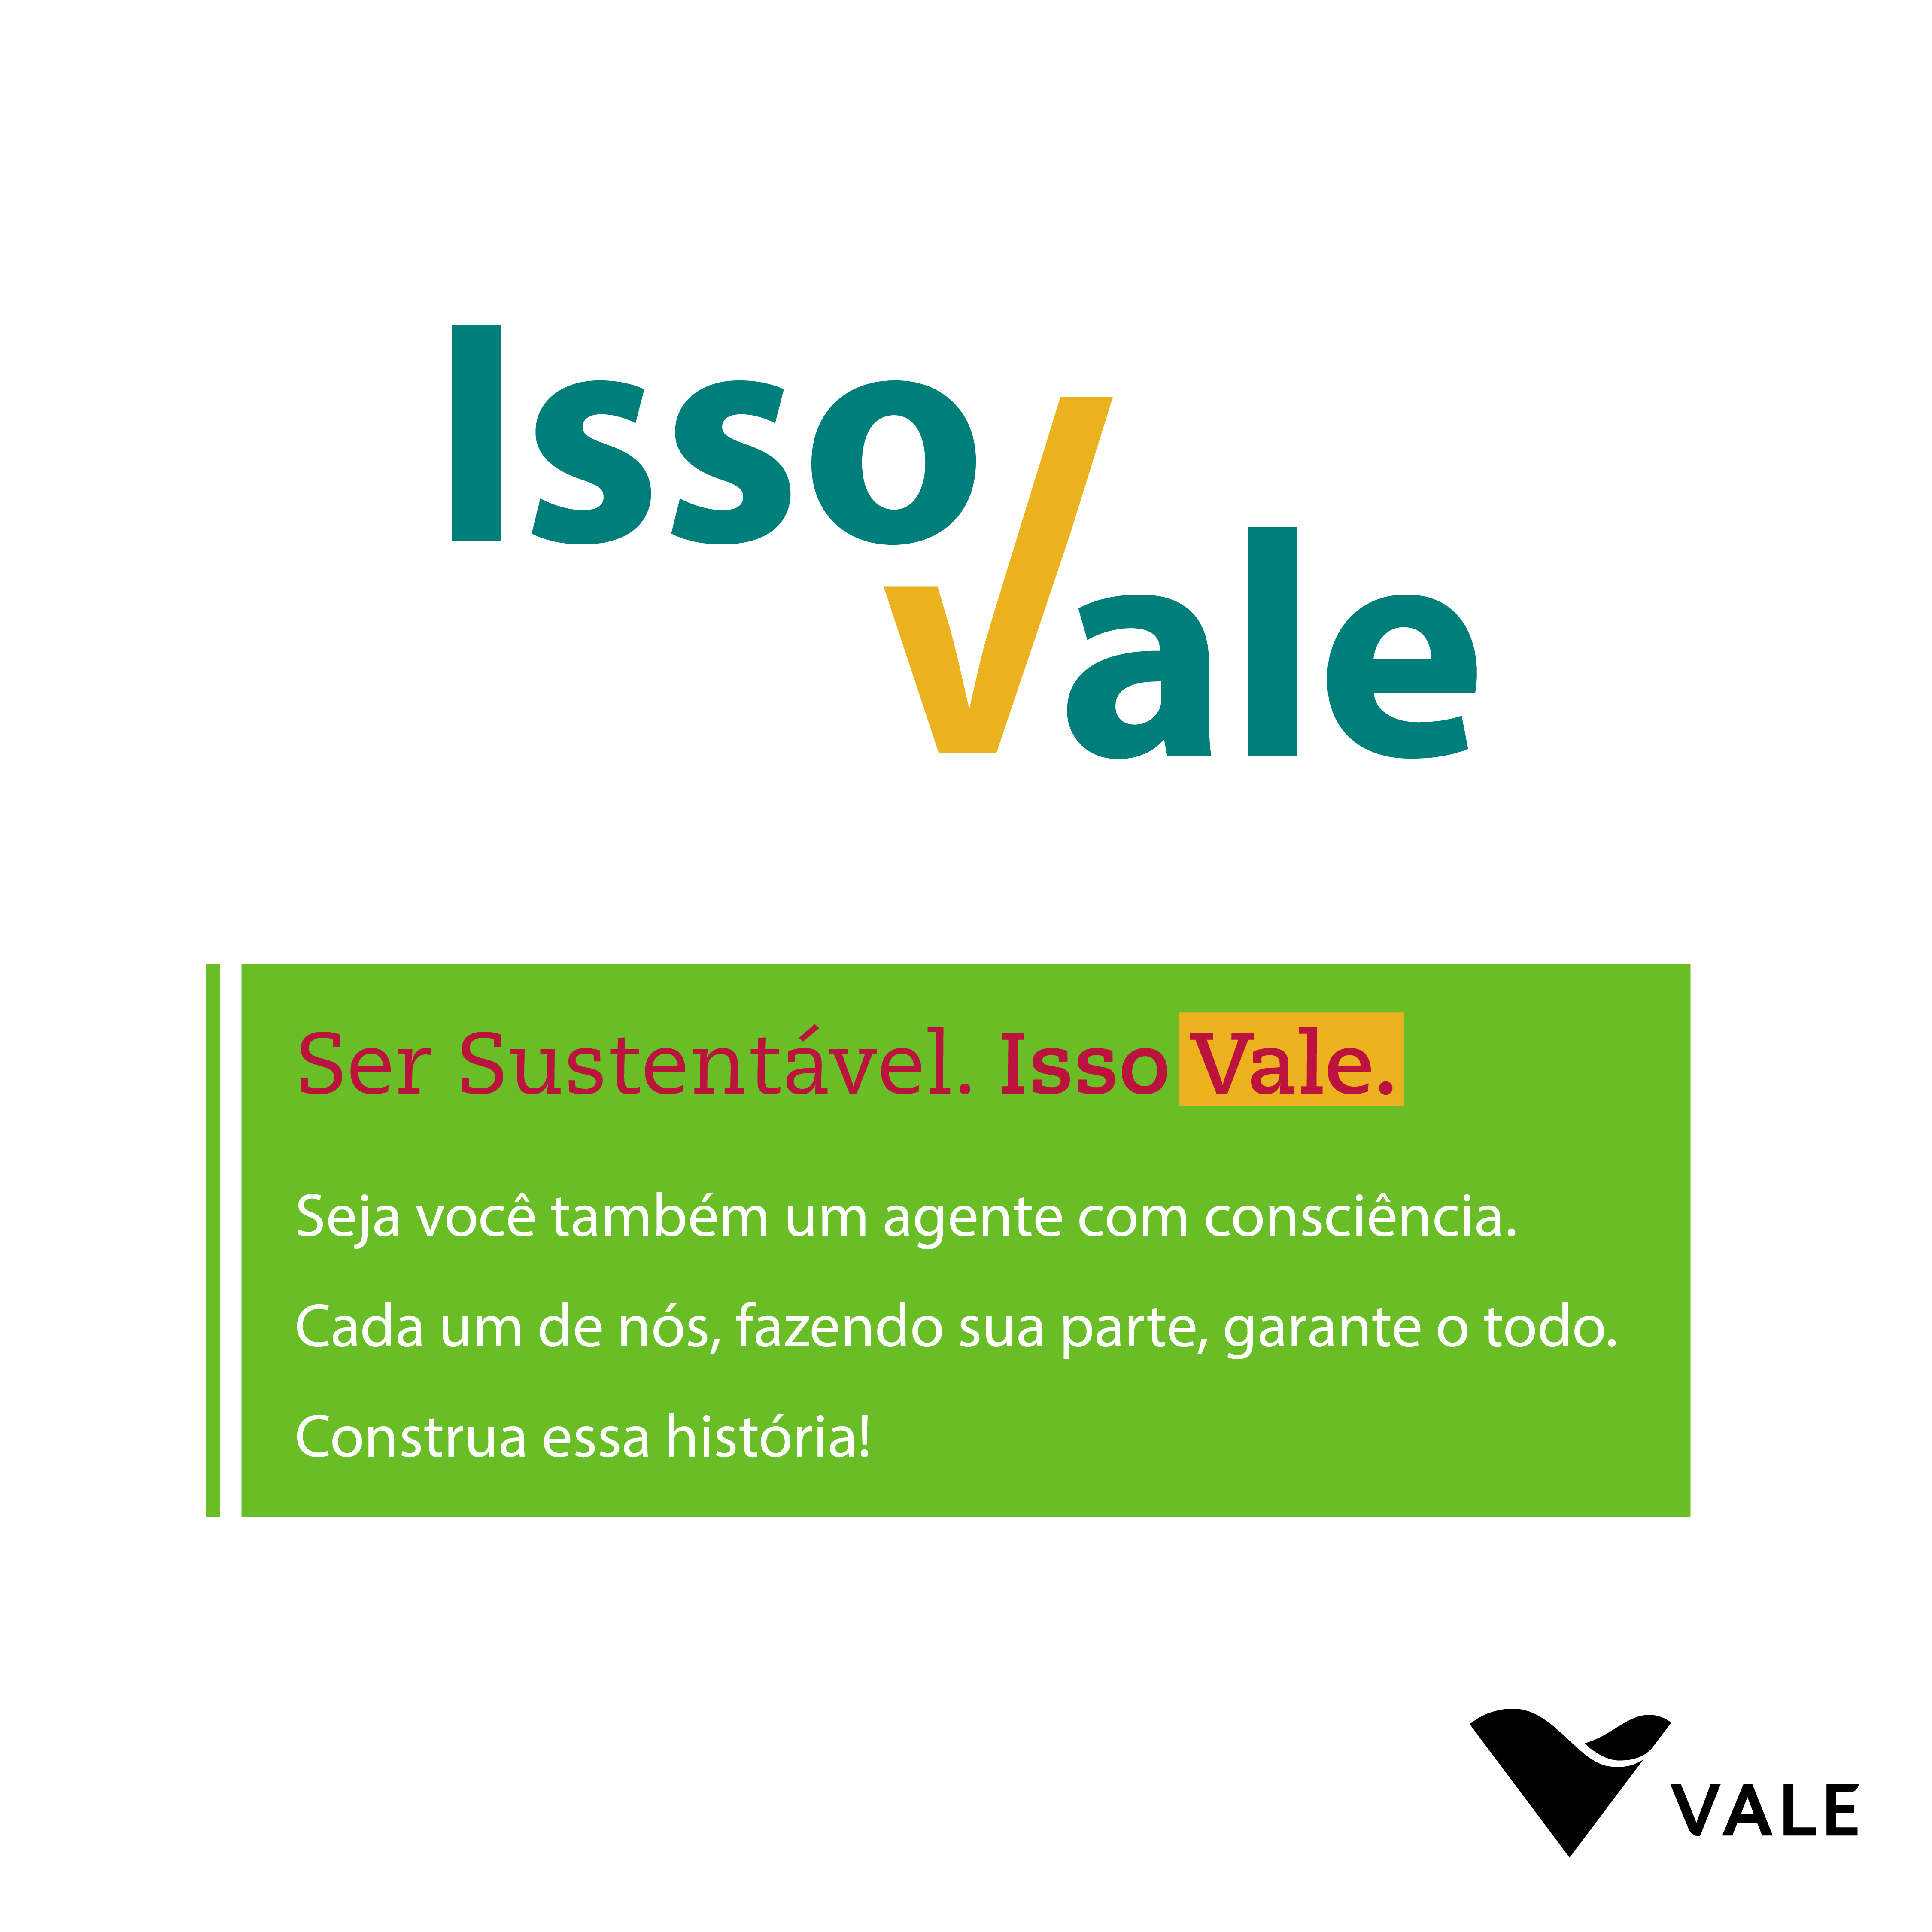 Isso
Vale
Ser Sustentável. Isso Vale.
Seja você também um agente com consciência.
Cada um de nós, fazendo sua parte, garante o todo.
Construa essa história!
VALE